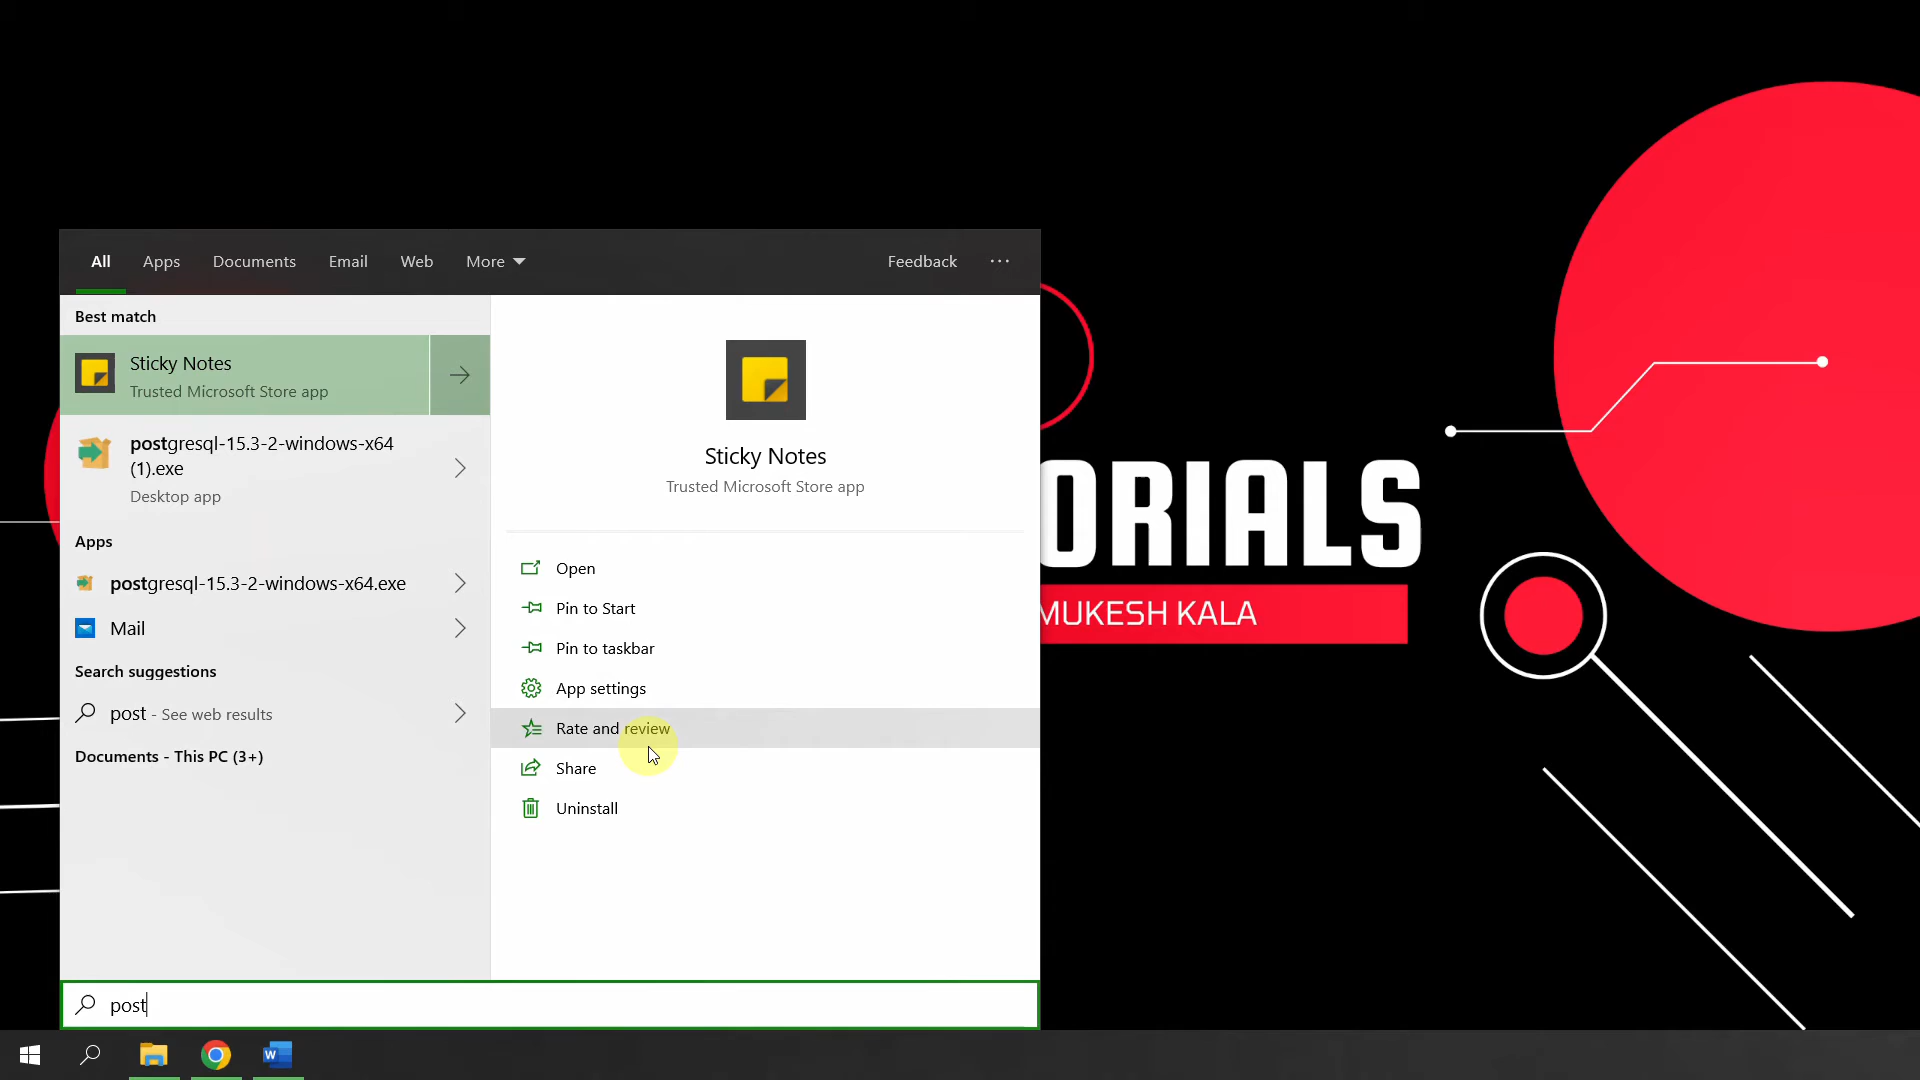 All Apps Documents Email Web More Feedback ···
Best match
Sticky Notes
Trusted Microsoft Store app
postgresql-15.3-2-windows-x64
(1).exe
Desktop app
Apps
postgresql-15.3-2-windows-x64.exe
Mail
Search suggestions
post - See web results
Documents - This PC (3+)
Sticky Notes
Trusted Microsoft Store app
Open
Pin to Start
Pin to taskbar
App settings
Rate and review
Share
Uninstall
ORIALS
MUKESH KALA
post
W